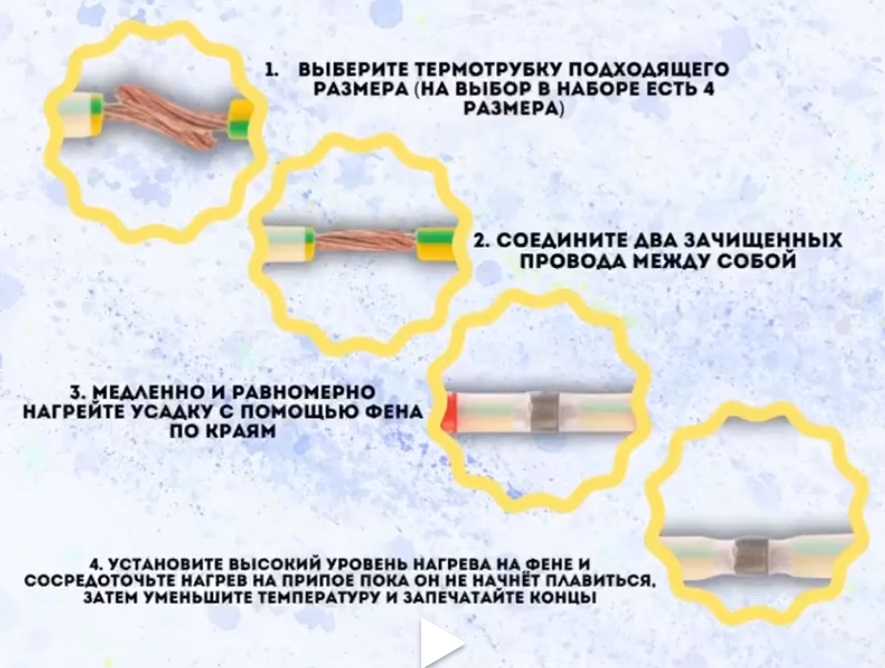 1. ВЫБЕРИТЕ ТЕРМОТРУБКУ ПОДХОДЯЩЕГО
РАЗМЕРА (НА ВЫБОР В НАБОРЕ ЕСТЬ 4
РАЗМЕРА)
2. СОЕДИНИТЕ ДВА ЗАЧИЩЕННЫХ
ПРОВОДА МЕЖДУ СОБОЙ
3. МЕДЛЕННО И РАВНОМЕРНО
НАГРЕЙТЕ УСАДКУ С ПОМОЩЬЮ ФЕНА
ПО КРАЯМ
4. УСТАНОВИТЕ ВЫСОКИЙ УРОВЕНЬ НАГРЕВА НА ФЕНЕ И
СОСРЕДОТОЧЬТЕ НАГРЕВ НА ПРИПОЕ ПОКА ОН НЕ НАЧНЁТ ПЛАВИТЬСЯ,
ЗАТЕМ УМЕНЬШИТЕ ТЕМПЕРАТУРУ И ЗАПЕЧАТАЙТЕ КОНЦЫ